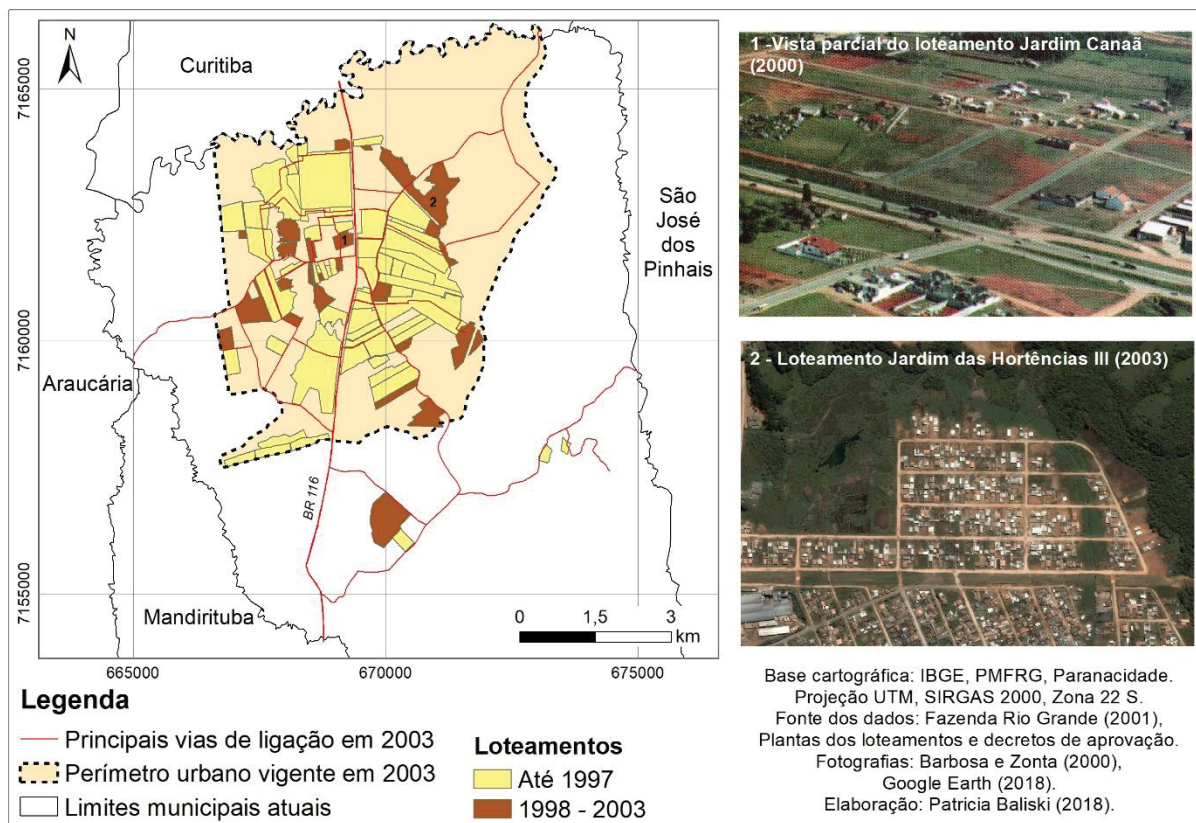 N
Curitiba
7165000
São
José
dos
Pinhais
2
1
7160000
Araucária
BR 116
7155000
Mandirituba
0 1,5 3
km
665000 670000 675000
Legenda
Principais vias de ligação em 2003
Perímetro urbano vigente em 2003
Limites municipais atuais
Loteamentos
Até 1997
1998 - 2003
1 -Vista parcial do loteamento Jardim Canaã
(2000)
2 - Loteamento Jardim das Hortências III (2003)
Base cartográfica: IBGE, PMFRG, Paranacidade.
Projeção UTM, SIRGAS 2000, Zona 22 S.
Fonte dos dados: Fazenda Rio Grande (2001),
Plantas dos loteamentos e decretos de aprovação.
Fotografias: Barbosa e Zonta (2000),
Google Earth (2018).
Elaboração: Patricia Baliski (2018).